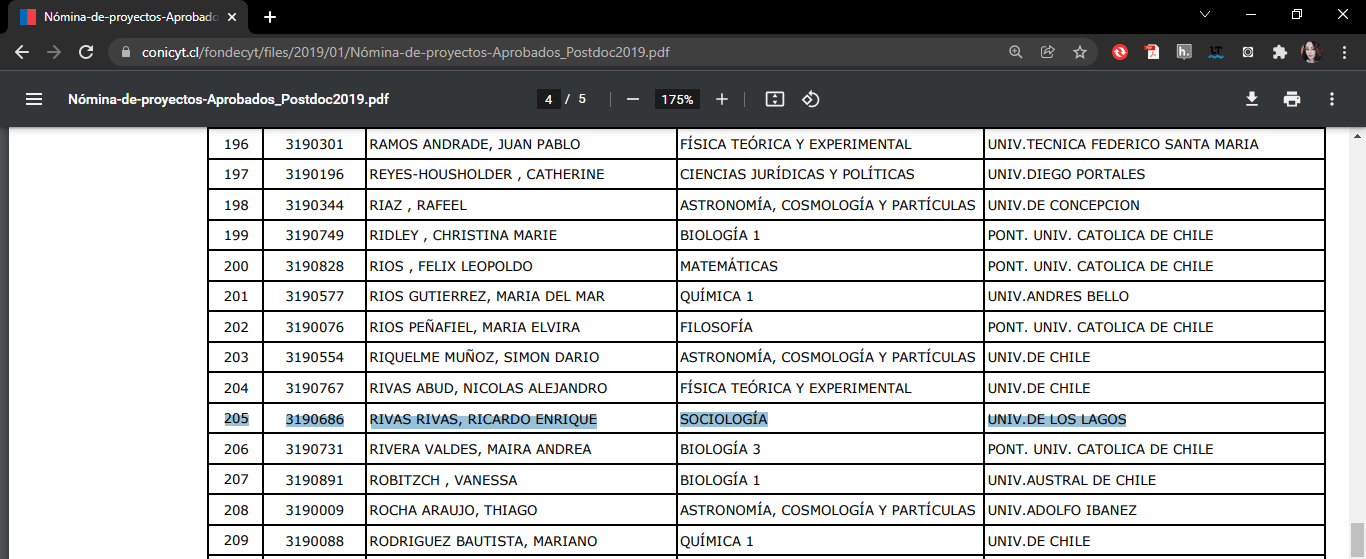 Nómina-de-proyectos-Aprobado
conicyt.cl/fondecyt/files/2019/01/Nómina-de-proyectos-Aprobados_Postdoc2019.pdf
Nómina-de-proyectos-Aprobados_Postdoc2019.pdf 4 / 5 175%
196 3190301 RAMOS ANDRADE, JUAN PABLO FÍSICA TEÓRICA Y EXPERIMENTAL UNIV.TECNICA FEDERICO SANTA MARIA
197 3190196 REYES-HOUSHOLDER , CATHERINE CIENCIAS JURÍDICAS Y POLÍTICAS UNIV.DIEGO PORTALES
198 3190344 RIAZ , RAFEEL ASTRONOMÍA, COSMOLOGÍA Y PARTÍCULAS UNIV.DE CONCEPCION
199 3190749 RIDLEY , CHRISTINA MARIE BIOLOGÍA 1 PONT. UNIV. CATOLICA DE CHILE
200 3190828 RIOS , FELIX LEOPOLDO MATEMÁTICAS PONT. UNIV. CATOLICA DE CHILE
201 3190577 RIOS GUTIERREZ, MARIA DEL MAR QUÍMICA 1 UNIV.ANDRES BELLO
202 3190076 RIOS PEÑAFIEL, MARIA ELVIRA FILOSOFÍA PONT. UNIV. CATOLICA DE CHILE
203 3190554 RIQUELME MUÑOZ, SIMON DARIO ASTRONOMÍA, COSMOLOGÍA Y PARTÍCULAS UNIV.DE CHILE
204 3190767 RIVAS ABUD, NICOLAS ALEJANDRO FÍSICA TEÓRICA Y EXPERIMENTAL UNIV.DE CHILE
205 3190686 RIVAS RIVAS, RICARDO ENRIQUE SOCIOLOGÍA UNIV.DE LOS LAGOS
206 3190731 RIVERA VALDES, MAIRA ANDREA BIOLOGÍA 3 PONT. UNIV. CATOLICA DE CHILE
207 3190891 ROBITZCH , VANESSA BIOLOGÍA 1 UNIV.AUSTRAL DE CHILE
208 3190009 ROCHA ARAUJO, THIAGO ASTRONOMÍA, COSMOLOGÍA Y PARTÍCULAS UNIV.ADOLFO IBANEZ
209 3190088 RODRIGUEZ BAUTISTA, MARIANO QUÍMICA 1 UNIV.DE CHILE